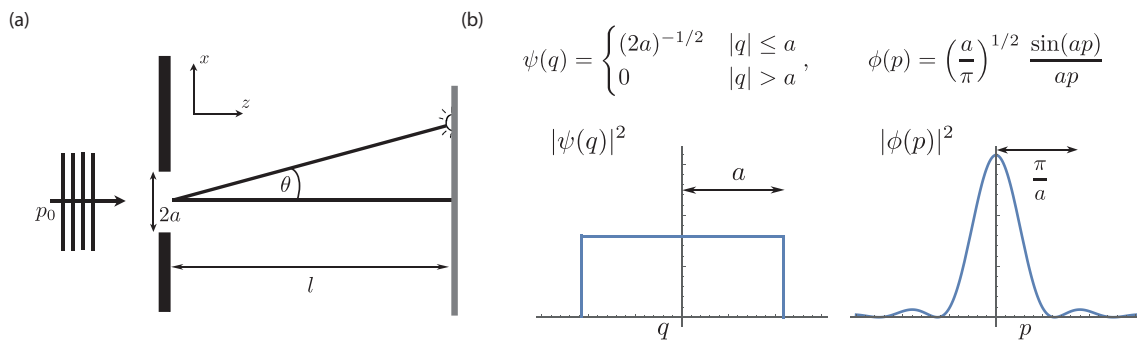 (a)
x
z
θ
p₀
2a
l
(b)
ψ(q) = { (2a)^{-1/2} |q| ≤ a
0 |q| > a ,
ϕ(p) = (a/π)^{1/2} sin(ap)/ap
|ψ(q)|²
a
q
|ϕ(p)|²
π/a
p